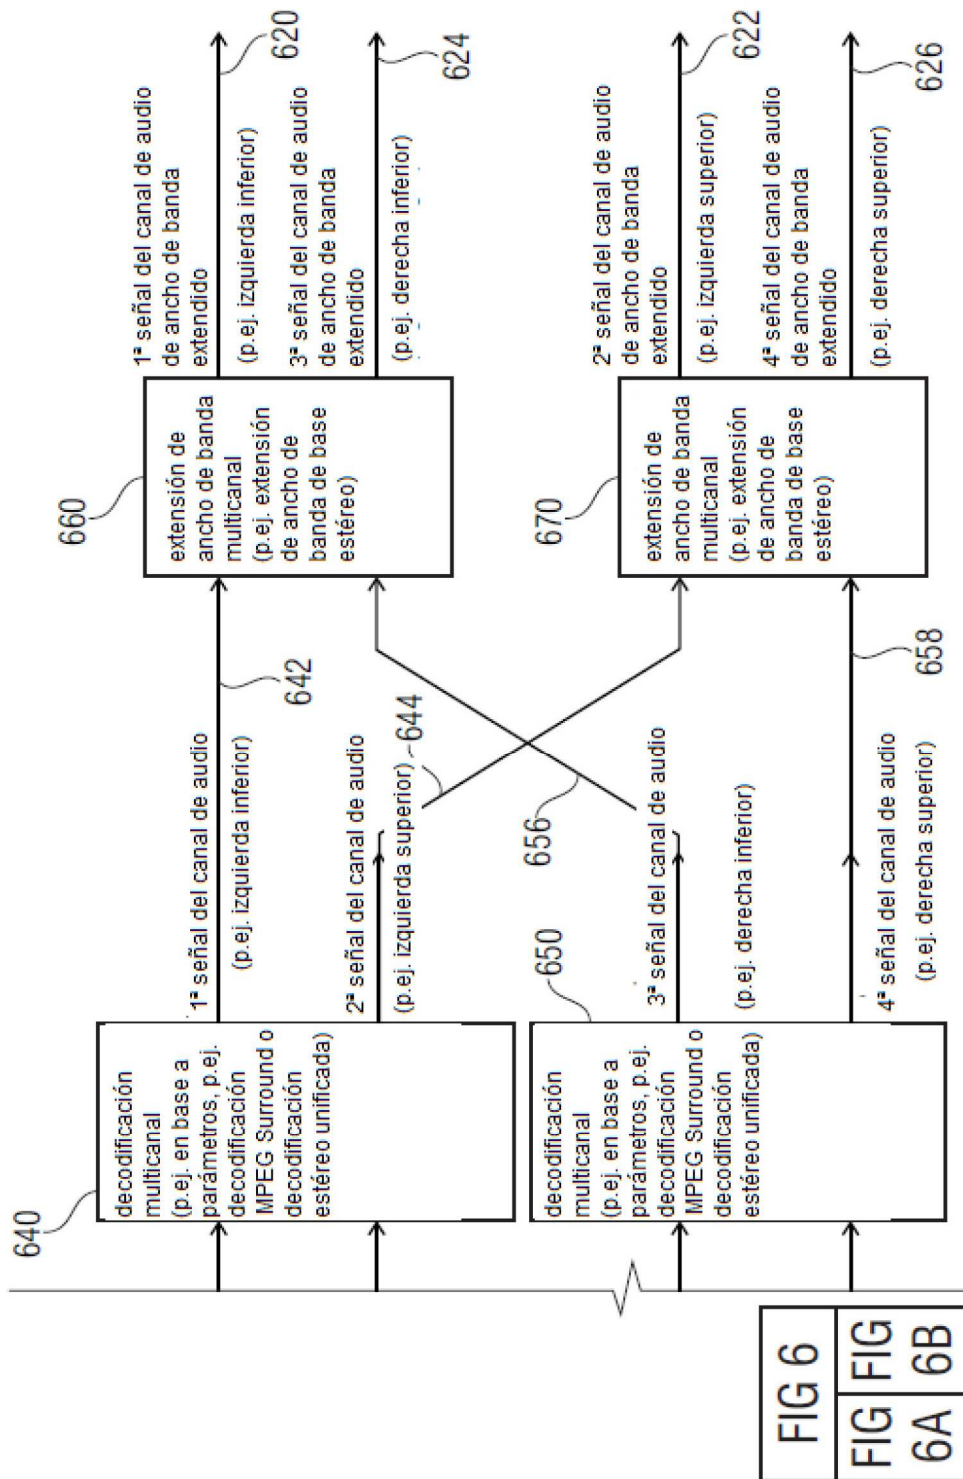 640
decodificación
multicanal
(p.ej. en base a
parámetros, p.ej.
decodificación
MPEG Surround o
decodificación
estéreo unificada)
1ª señal del canal de audio
(p.ej. izquierda inferior)
642
2ª señal del canal de audio
(p.ej. izquierda superior)
644
660
extensión de
ancho de banda
multicanal
(p.ej. extensión
de ancho de
banda de base
estéreo)
1ª señal del canal de audio
de ancho de banda
extendido
(p.ej. izquierda inferior)
620
3ª señal del canal de audio
de ancho de banda
extendido
(p.ej. derecha inferior)
624
650
decodificación
multicanal
(p.ej. en base a
parámetros, p.ej.
decodificación
MPEG Surround o
decodificación
estéreo unificada)
656
3ª señal del canal de audio
(p.ej. derecha inferior)
4ª señal del canal de audio
(p.ej. derecha superior)
658
670
extensión de
ancho de banda
multicanal
(p.ej. extensión
de ancho de
banda de base
estéreo)
2ª señal del canal de audio
de ancho de banda
extendido
(p.ej. izquierda superior)
622
4ª señal del canal de audio
de ancho de banda
extendido
(p.ej. derecha superior)
626
FIG 6
FIG FIG
6A 6B